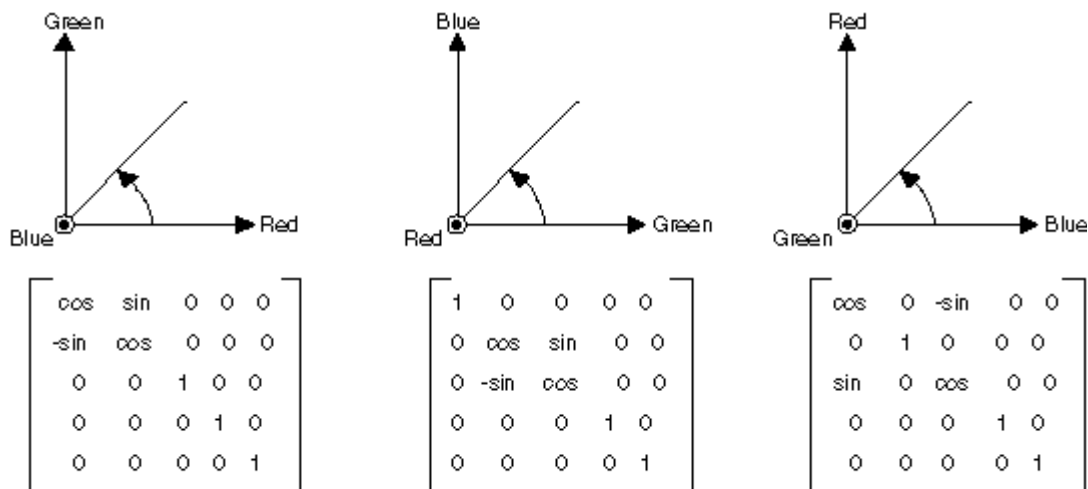 Green Blue Red
Blue Red Red Green Green Blue
cos sin 0 0 0 1 0 0 0 0 cos 0 -sin 0 0
-sin cos 0 0 0 0 cos sin 0 0 0 1 0 0 0
0 0 1 0 0 0 -sin cos 0 0 sin 0 cos 0 0
0 0 0 1 0 0 0 0 1 0 0 0 0 1 0
0 0 0 0 1 0 0 0 0 1 0 0 0 0 1